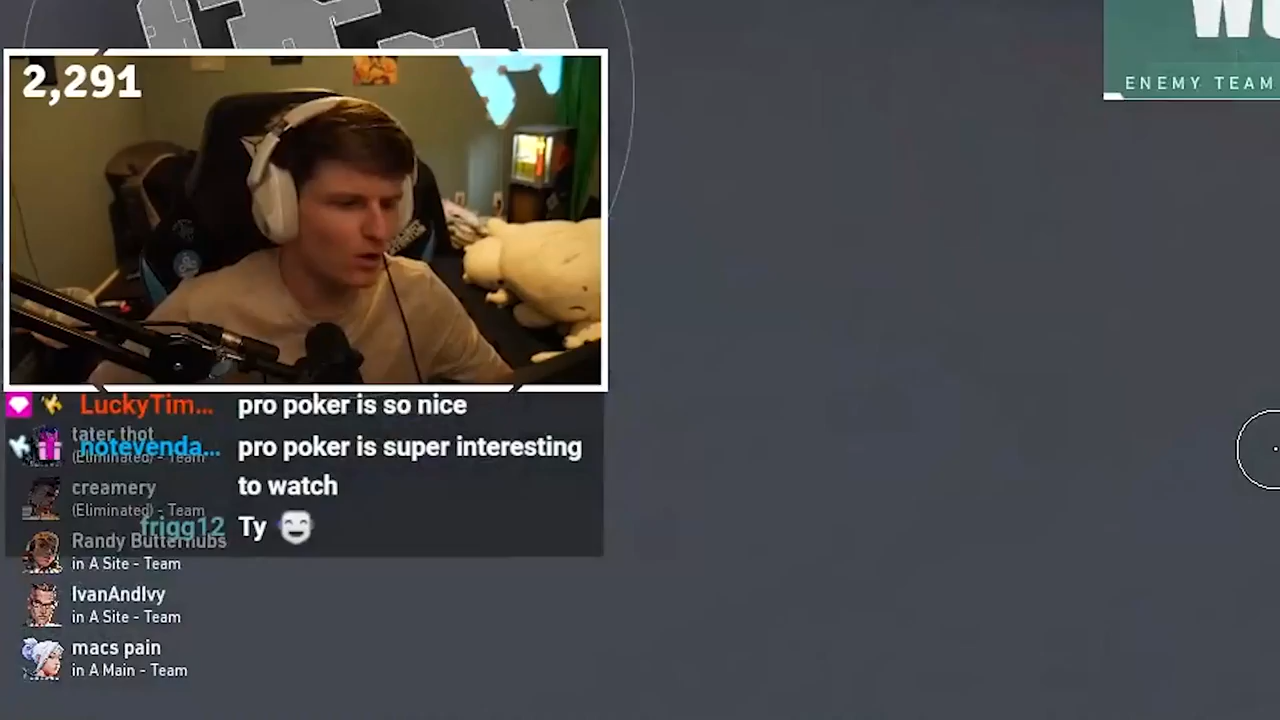 2,291
ENEMY TEAM
LuckyTim... pro poker is so nice
tater thot
(Eliminated) - Team
notevenda... pro poker is super interesting
to watch
creamery
(Eliminated) - Team
frigg12 Ty
Randy Butternubs
in A Site - Team
IvanAndIvy
in A Site - Team
macs pain
in A Main - Team